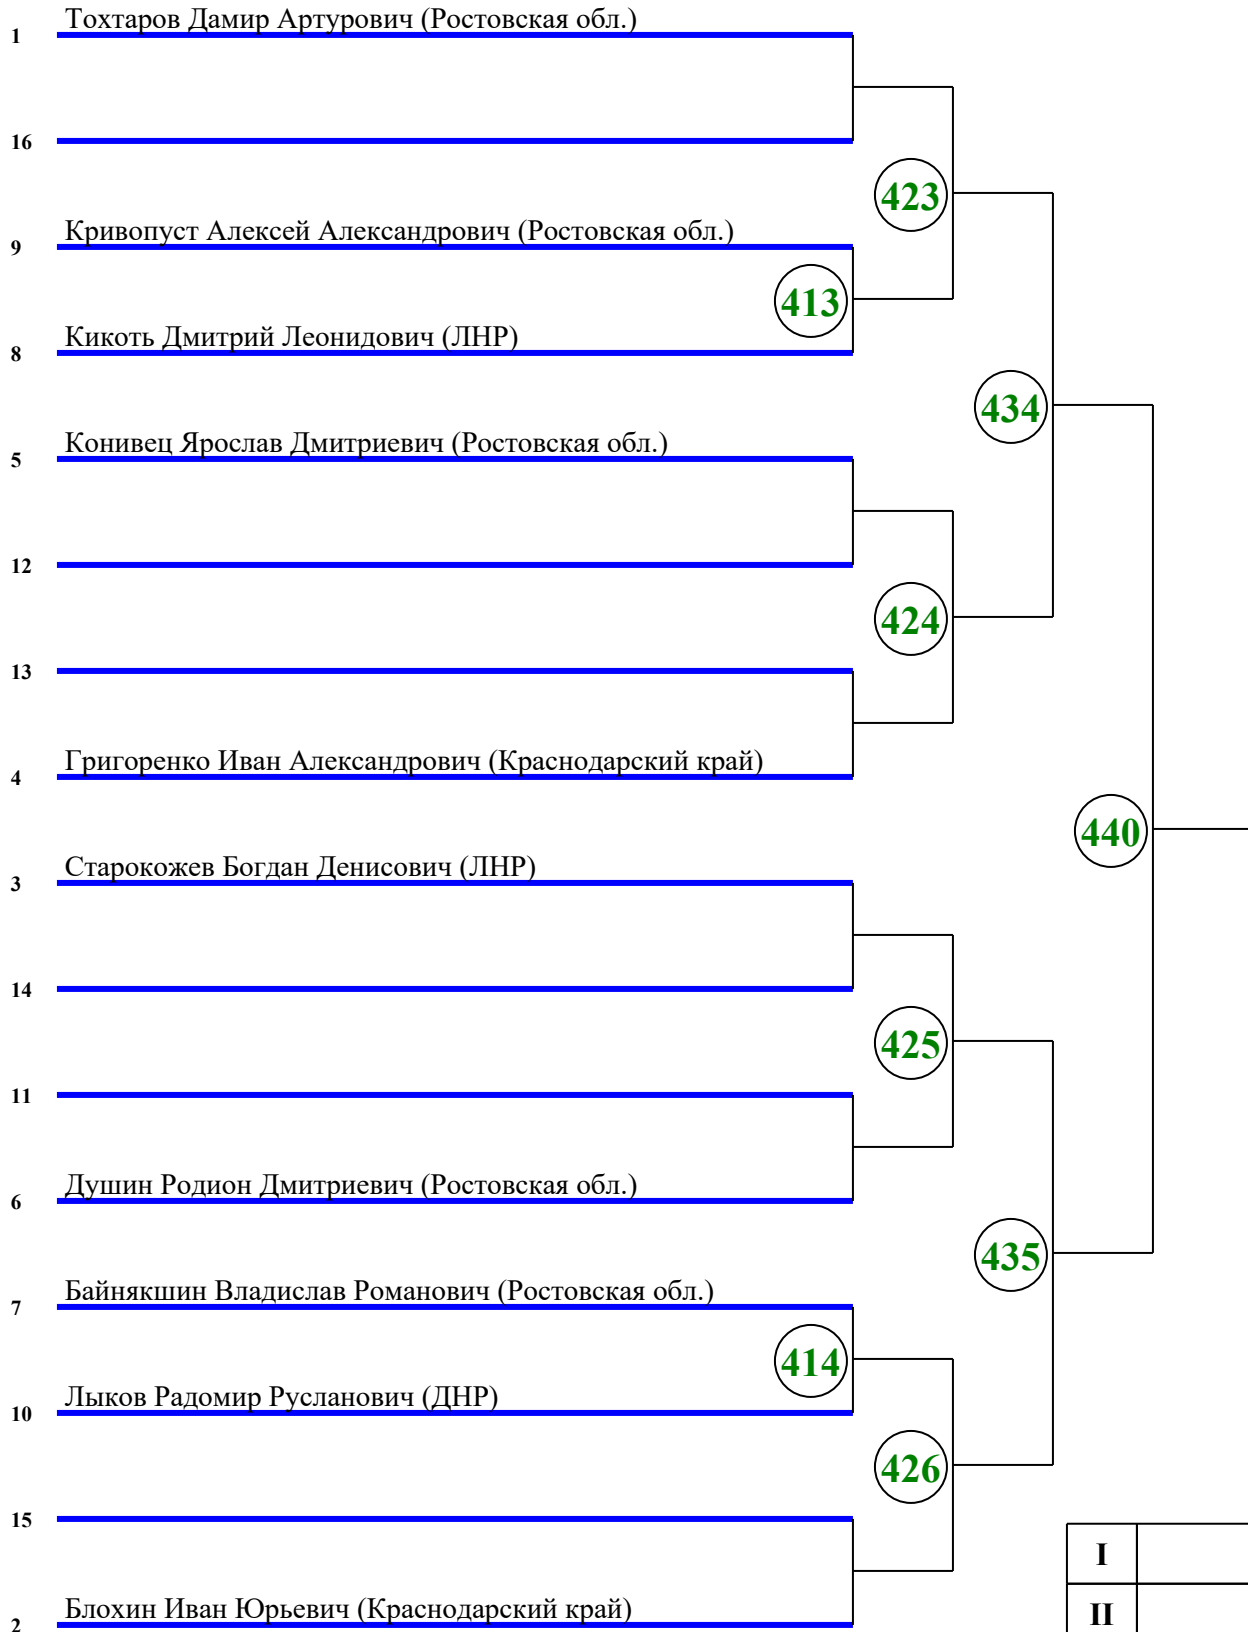 Тохтаров Дамир Артурович (Ростовская обл.)
1
16
423
Кривопуст Алексей Александрович (Ростовская обл.)
9
413
Кикоть Дмитрий Леонидович (ЛНР)
8
434
Конивец Ярослав Дмитриевич (Ростовская обл.)
5
12
424
13
Григоренко Иван Александрович (Краснодарский край)
4
440
Старокожев Богдан Денисович (ЛНР)
3
14
425
11
Душин Родион Дмитриевич (Ростовская обл.)
6
435
Байнякшин Владислав Романович (Ростовская обл.)
7
414
Лыков Радомир Русланович (ДНР)
10
426
15
I
Блохин Иван Юрьевич (Краснодарский край)
2
II